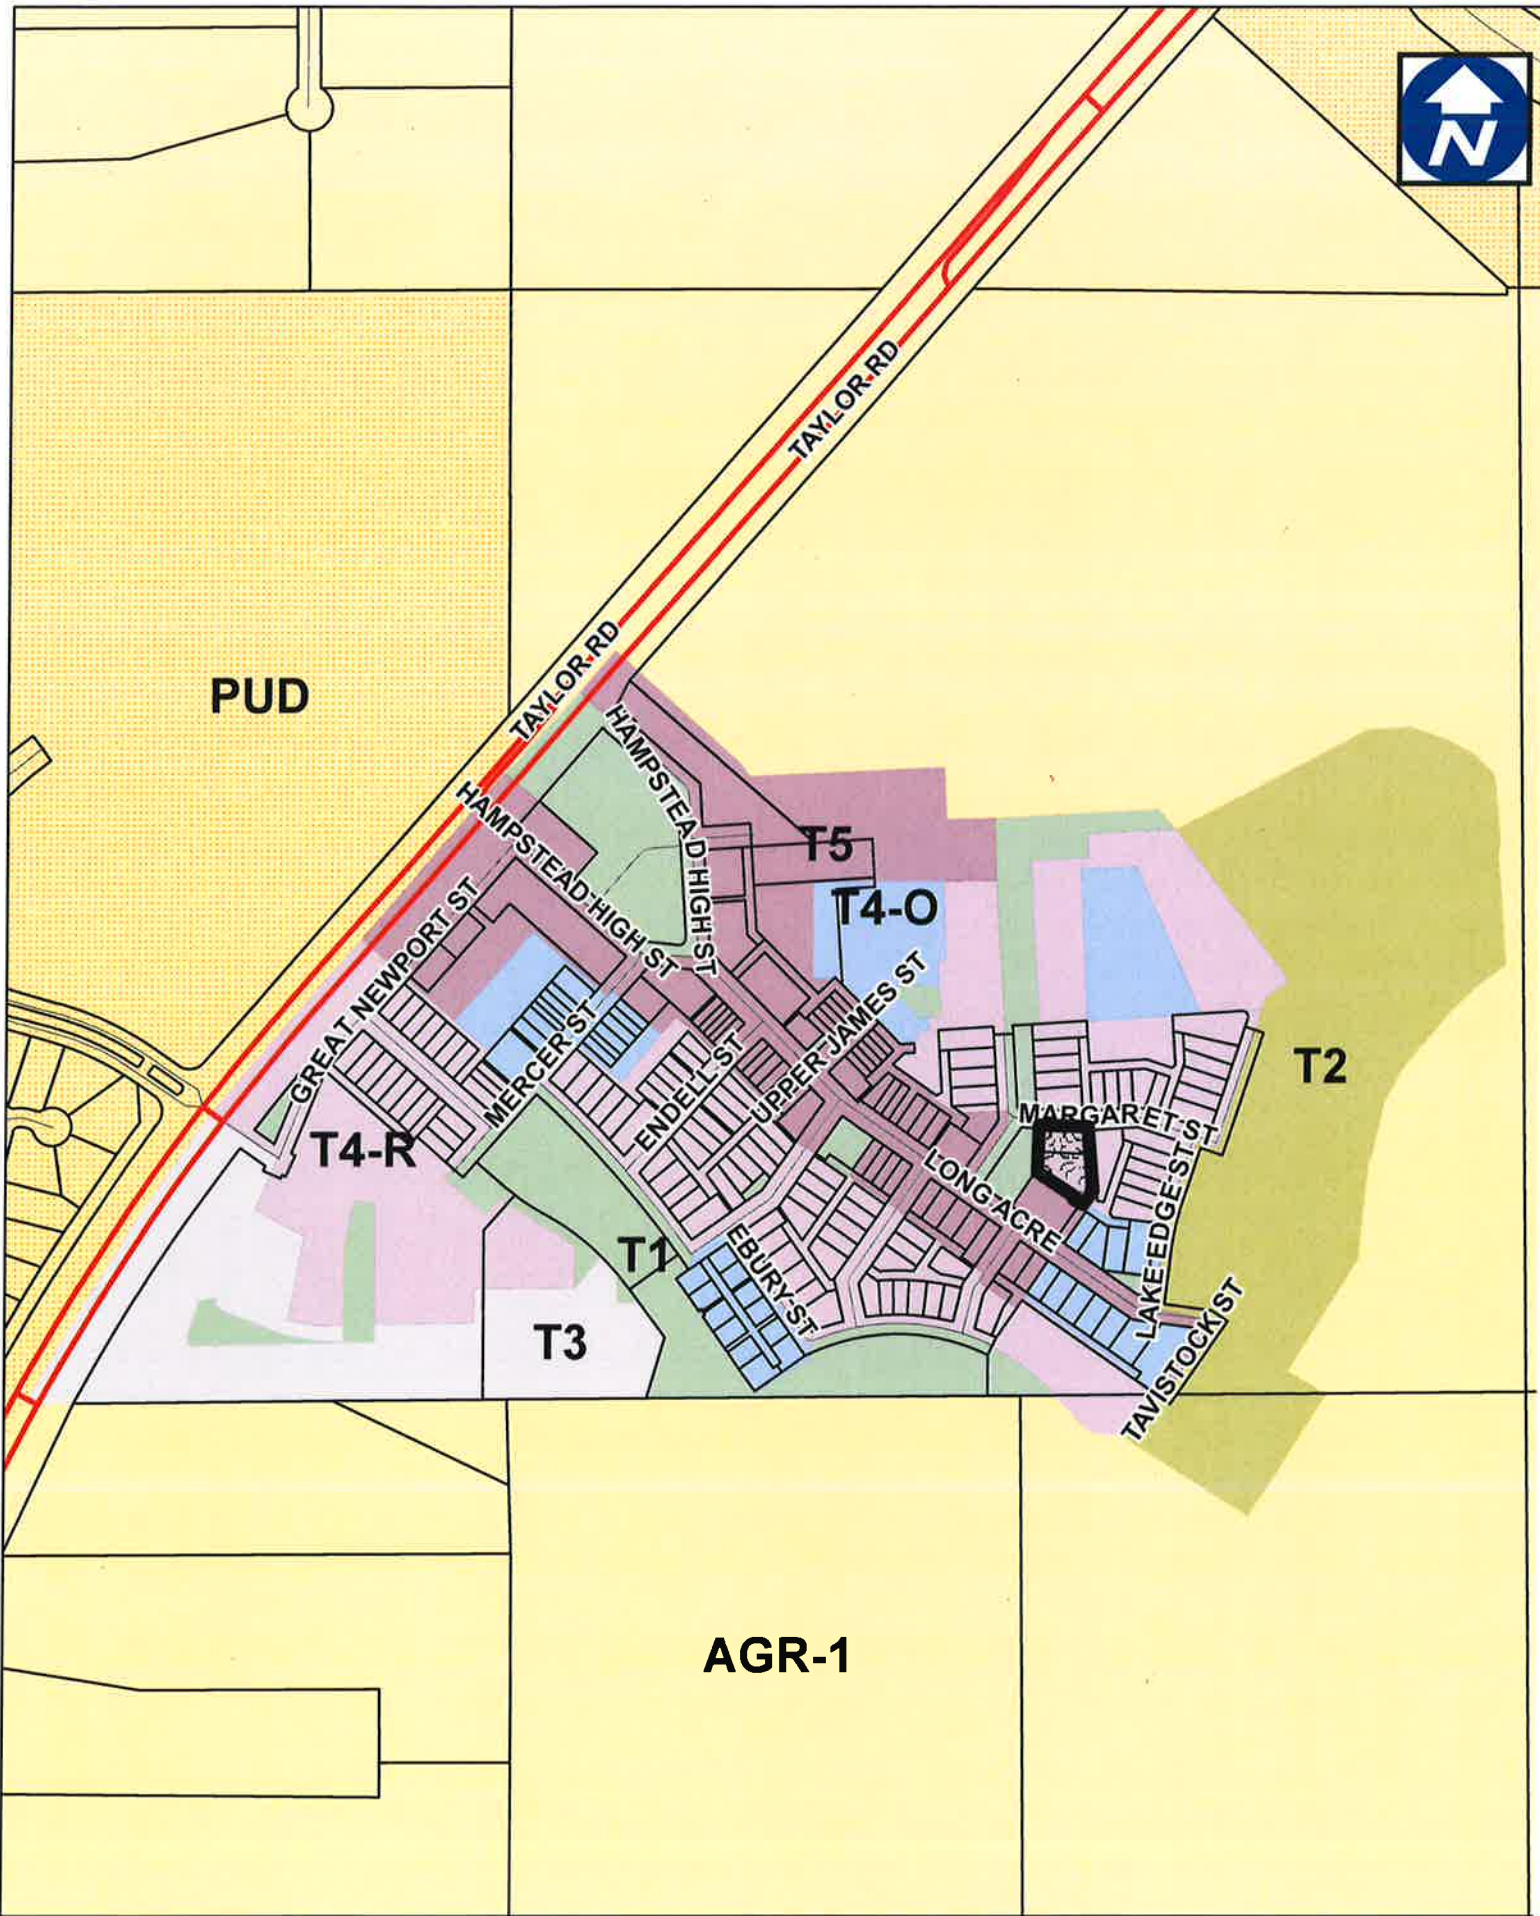 N
TAYLOR RD
TAYLOR RD
PUD
HAMPSTEAD HIGH ST
HAMPSTEAD HIGH ST
T5
T4-O
GREAT NEWPORT ST
MERCER ST
ENDELL ST
UPPER JAMES ST
T2
MARGARET ST
T4-R
LONG ACRE
LAKE EDGE ST
T1
EBURY ST
T3
TAVISTOCK ST
AGR-1